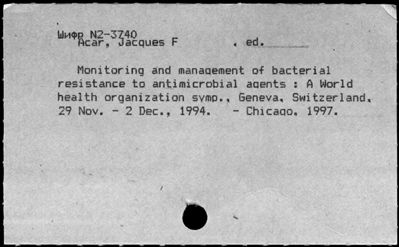 Шифр N2-3740
Acar, Jacques F . ed.
Monitoring and management of bacterial
resistance to antimicrobial agents : A World
health organization symp., Geneva, Switzerland,
29 Nov. - 2 Dec., 1994. - Chicago, 1997.